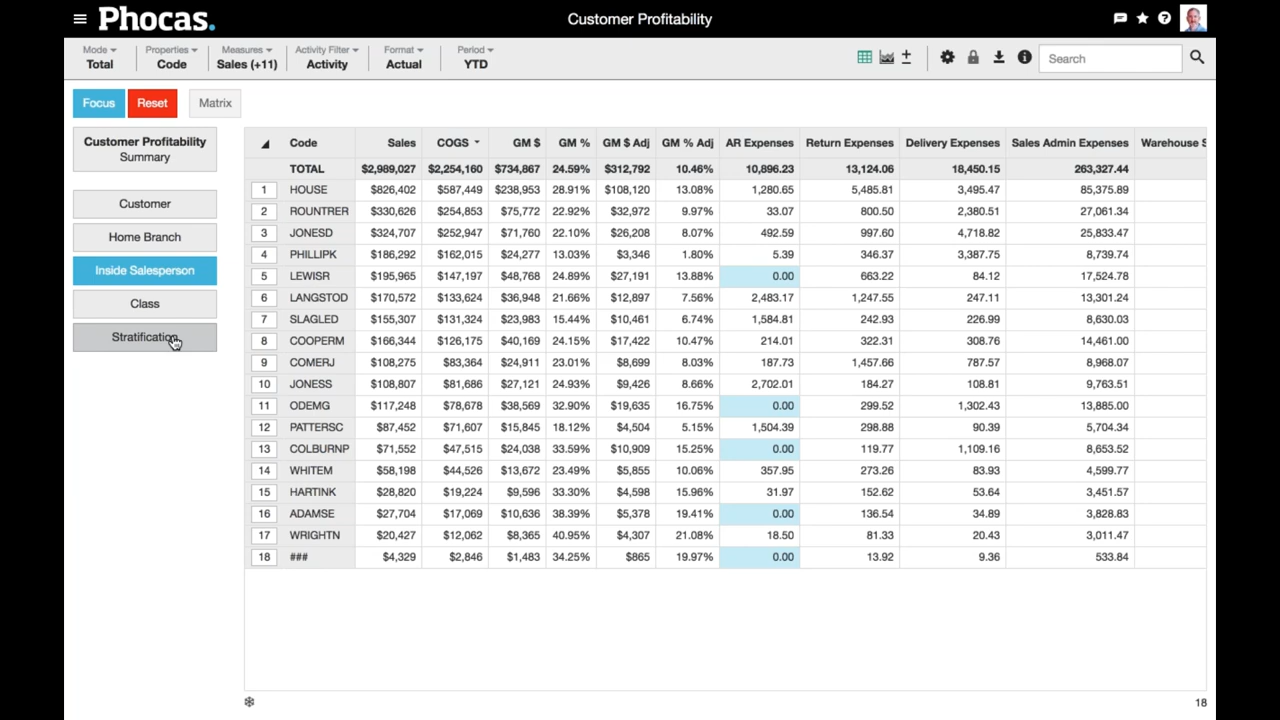 Phocas.
Customer Profitability
Mode
Total
Properties
Code
Measures
Sales (+11)
Activity Filter
Activity
Format
Actual
Period
YTD
Search
Focus
Reset
Matrix
Customer Profitability
Summary
Customer
Home Branch
Inside Salesperson
Class
Stratification
Code Sales COGS GM $ GM % GM $ Adj GM % Adj AR Expenses Return Expenses Delivery Expenses Sales Admin Expenses Warehouse S
TOTAL $2,989,027 $2,254,160 $734,867 24.59% $312,792 10.46% 10,896.23 13,124.06 18,450.15 263,327.44
1 HOUSE $826,402 $587,449 $238,953 28.91% $108,120 13.08% 1,280.65 5,485.81 3,495.47 85,375.89
2 ROUNTRER $330,626 $254,853 $75,772 22.92% $32,972 9.97% 33.07 800.50 2,380.51 27,061.34
3 JONESD $324,707 $252,947 $71,760 22.10% $26,208 8.07% 492.59 997.60 4,718.82 25,833.47
4 PHILLIPK $186,292 $162,015 $24,277 13.03% $3,346 1.80% 5.39 346.37 3,387.75 8,739.74
5 LEWISR $195,965 $147,197 $48,768 24.89% $27,191 13.88% 0.00 663.22 84.12 17,524.78
6 LANGSTOD $170,572 $133,624 $36,948 21.66% $12,897 7.56% 2,483.17 1,247.55 247.11 13,301.24
7 SLAGLED $155,307 $131,324 $23,983 15.44% $10,461 6.74% 1,584.81 242.93 226.99 8,630.03
8 COOPERM $166,344 $126,175 $40,169 24.15% $17,422 10.47% 214.01 322.31 308.76 14,461.00
9 COMERJ $108,275 $83,364 $24,911 23.01% $8,699 8.03% 187.73 1,457.66 787.57 8,968.07
10 JONESS $108,807 $81,686 $27,121 24.93% $9,426 8.66% 2,702.01 184.27 108.81 9,763.51
11 ODEMG $117,248 $78,678 $38,569 32.90% $19,635 16.75% 0.00 299.52 1,302.43 13,885.00
12 PATTERSC $87,452 $71,607 $15,845 18.12% $4,504 5.15% 1,504.39 298.88 90.39 5,704.34
13 COLBURNP $71,552 $47,515 $24,038 33.59% $10,909 15.25% 0.00 119.77 1,109.16 8,653.52
14 WHITEM $58,198 $44,526 $13,672 23.49% $5,855 10.06% 357.95 273.26 83.93 4,599.77
15 HARTINK $28,820 $19,224 $9,596 33.30% $4,598 15.96% 31.97 152.62 53.64 3,451.57
16 ADAMSE $27,704 $17,069 $10,636 38.39% $5,378 19.41% 0.00 136.54 34.89 3,828.83
17 WRIGHTN $20,427 $12,062 $8,365 40.95% $4,307 21.08% 18.50 81.33 20.43 3,011.47
18 ### $4,329 $2,846 $1,483 34.25% $865 19.97% 0.00 13.92 9.36 533.84
18